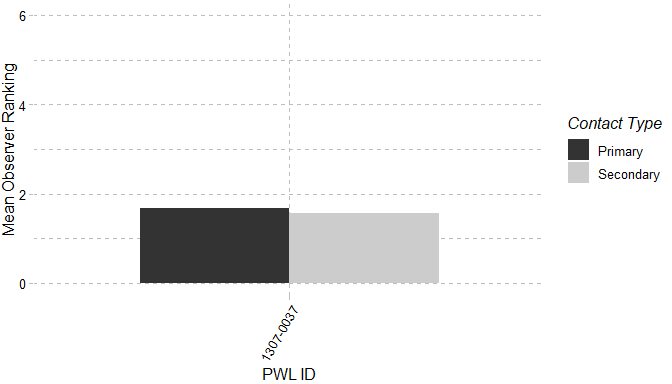 Mean Observer Ranking
6
4
2
0
1307-0037
PWL ID
Contact Type
Primary
Secondary